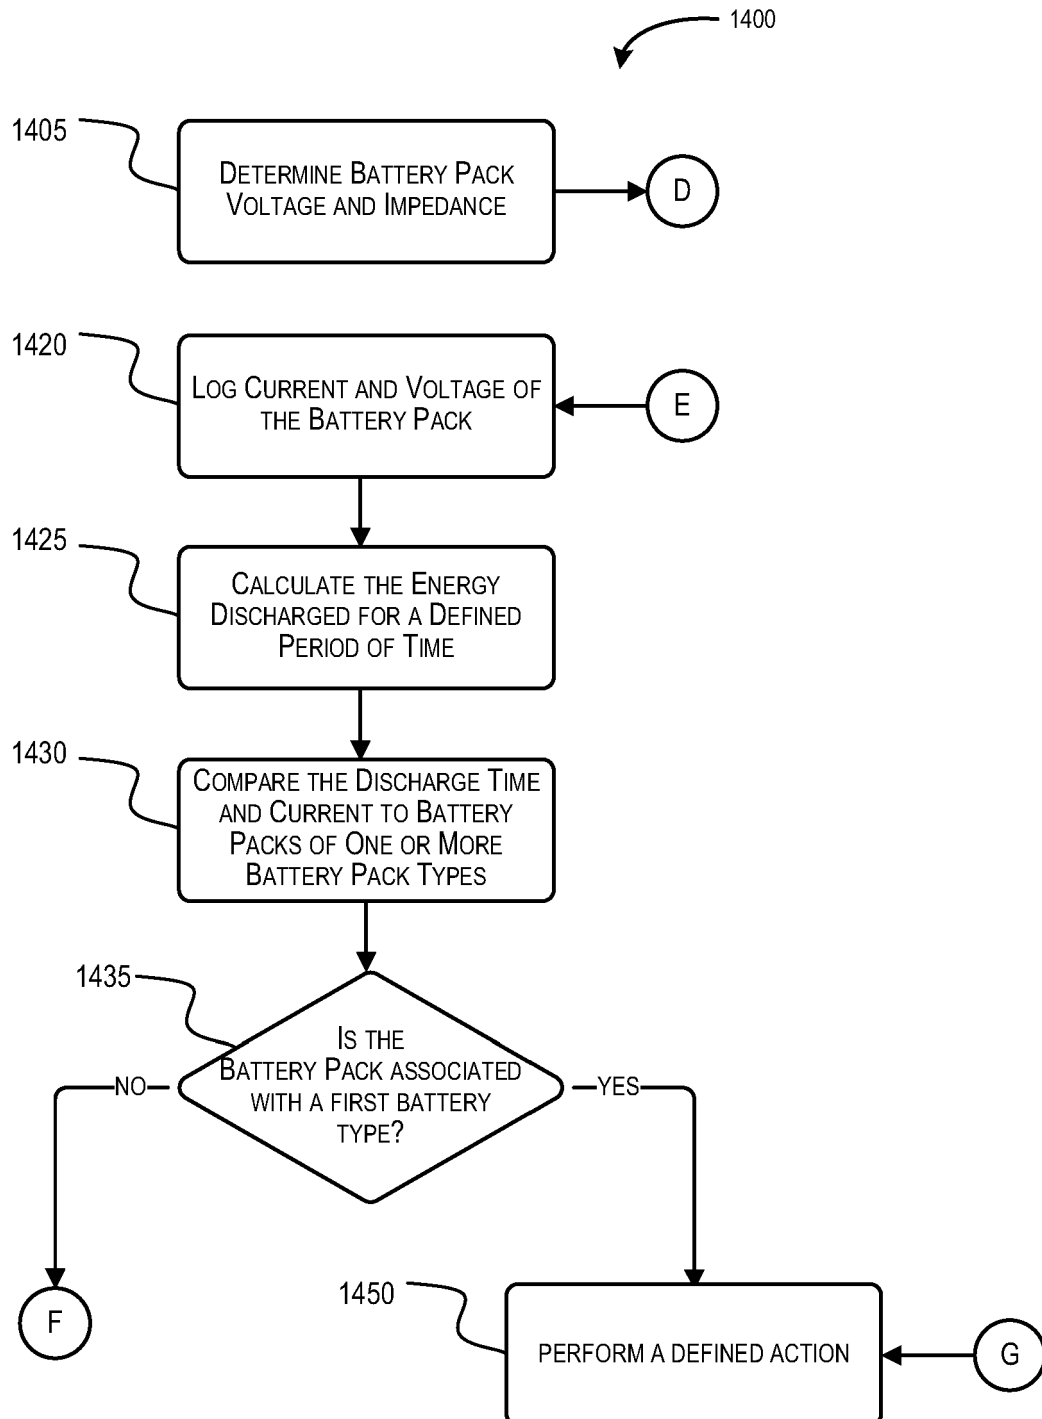 1400
1405
DETERMINE BATTERY PACK
VOLTAGE AND IMPEDANCE
D
1420
LOG CURRENT AND VOLTAGE OF
THE BATTERY PACK
E
1425
CALCULATE THE ENERGY
DISCHARGED FOR A DEFINED
PERIOD OF TIME
1430
COMPARE THE DISCHARGE TIME
AND CURRENT TO BATTERY
PACKS OF ONE OR MORE
BATTERY PACK TYPES
1435
IS THE
BATTERY PACK ASSOCIATED
WITH A FIRST BATTERY
TYPE?
NO
YES
F
1450
PERFORM A DEFINED ACTION
G